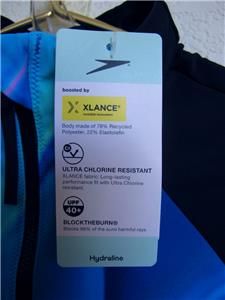 boosted by
XLANCE®
Body made of 78% Recycled
Polyester, 22% Elastolefin
ULTRA CHLORINE RESISTANT
XLANCE fabric: Long-lasting
performance fit with Ultra Chlorine
resistant.
UPF
40+
BLOCKTHEBURN®
Blocks 98% of the suns harmful rays
Hydraline